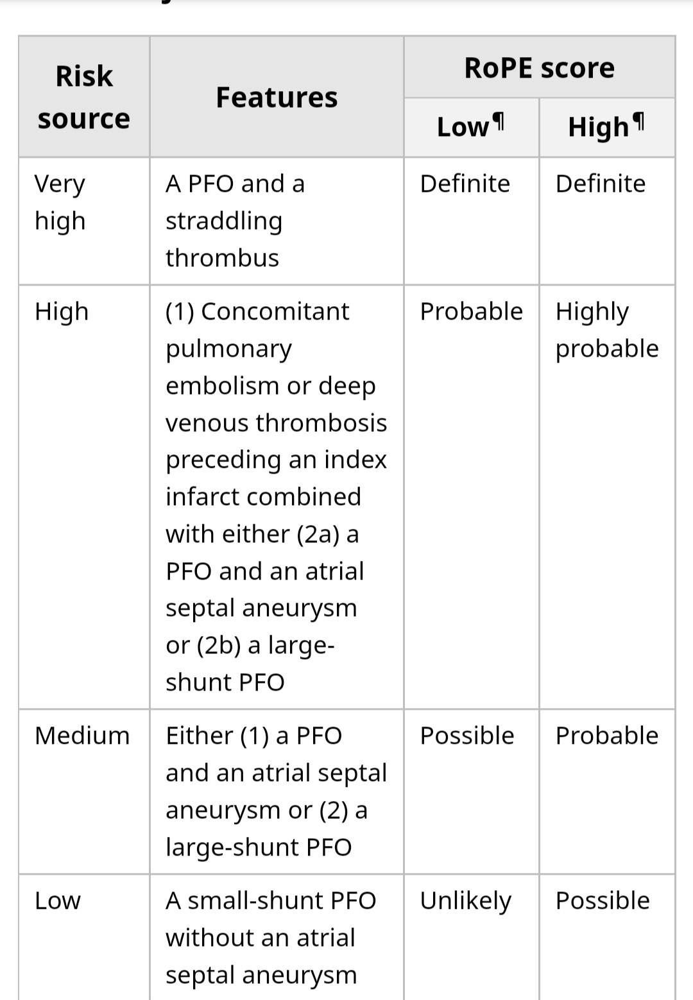 Risk source
Features
RoPE score
Low¶
High¶
Very
high
A PFO and a
straddling
thrombus
Definite
Definite
High
(1) Concomitant
pulmonary
embolism or deep
venous thrombosis
preceding an index
infarct combined
with either (2a) a
PFO and an atrial
septal aneurysm
or (2b) a large-
shunt PFO
Probable
Highly
probable
Medium
Either (1) a PFO
and an atrial septal
aneurysm or (2) a
large-shunt PFO
Possible
Probable
Low
A small-shunt PFO
without an atrial
septal aneurysm
Unlikely
Possible